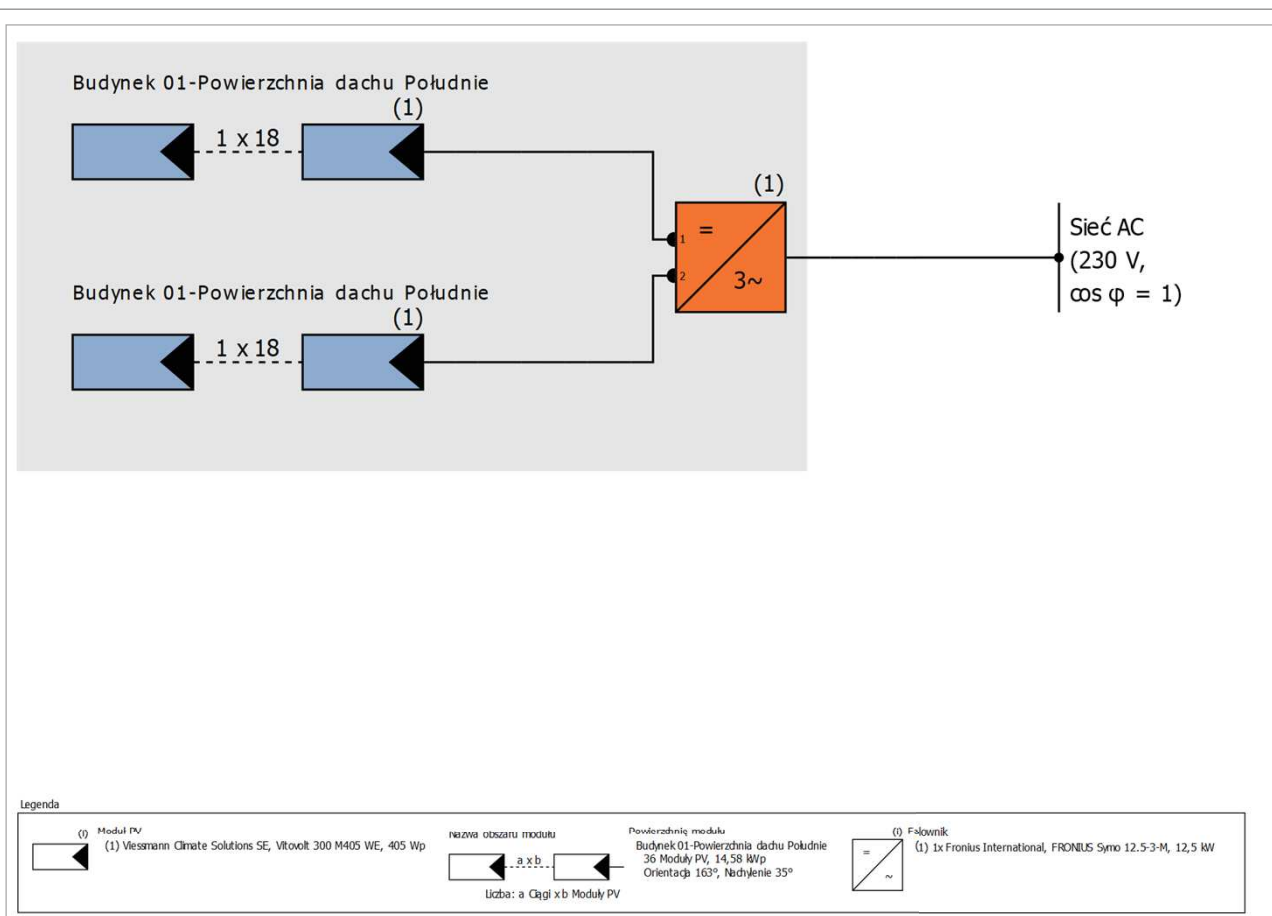 Budynek 01-Powierzchnia dachu Południe
(1)
1 x 18
(1)
1
=
2
3~
Sieć AC
(230 V,
cos φ = 1)
Budynek 01-Powierzchnia dachu Południe
(1)
1 x 18
Legenda
(i) Moduł PV
(1) Viessmann Climate Solutions SE, Vitovolt 300 M405 WE, 405 Wp
Nazwa obszaru modułu
a x b
Liczba: a Ciągi x b Moduły PV
Powierzchnię modułu
Budynek 01-Powierzchnia dachu Południe
36 Moduły PV, 14,58 kWp
Orientacja 163°, Nachylenie 35°
(i) Falownik
= ~
(1) 1x Fronius International, FRONIUS Symo 12.5-3-M, 12,5 kW